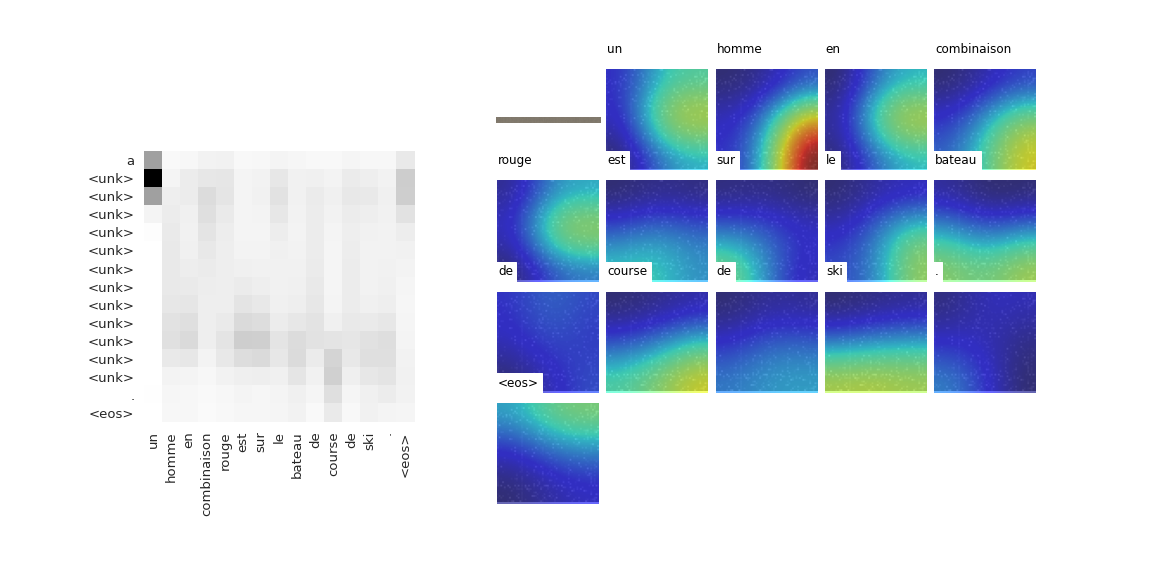 a
<unk>
<unk>
<unk>
<unk>
<unk>
<unk>
<unk>
<unk>
<unk>
<unk>
<unk>
<unk>
.
<eos>
un
homme
en
combinaison
rouge
est
sur
le
bateau
de
course
de
ski
.
<eos>
un homme en combinaison
rouge est sur le bateau
de course de ski .
<eos>